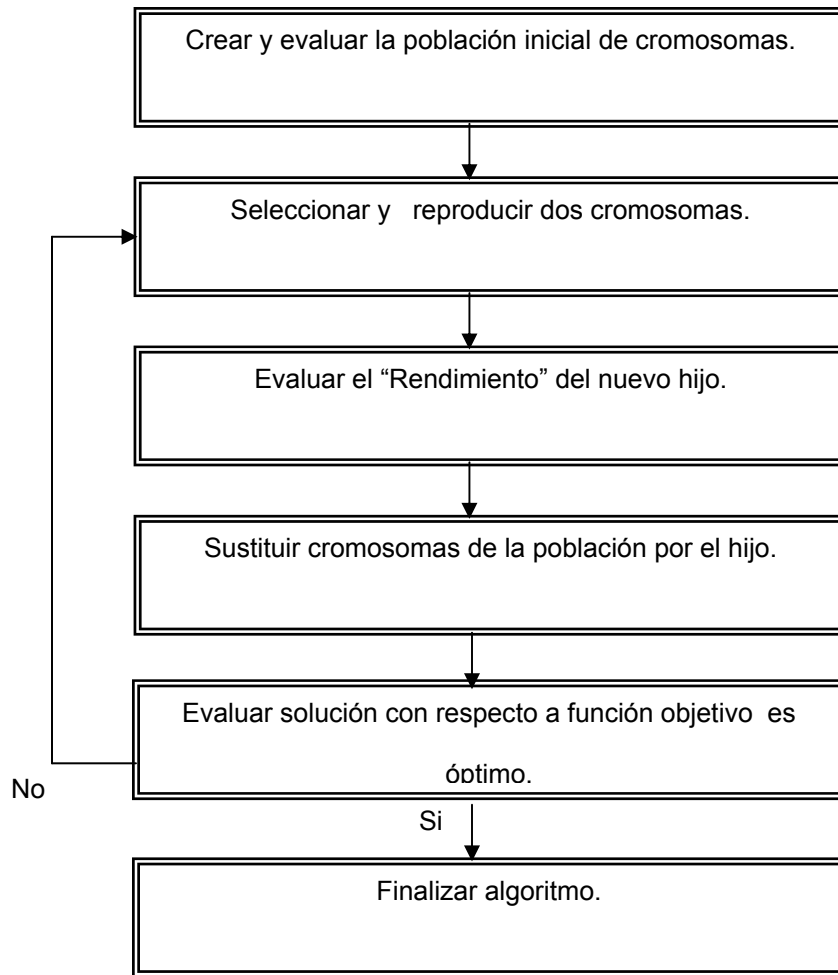 Crear y evaluar la población inicial de cromosomas.
Seleccionar y reproducir dos cromosomas.
Evaluar el “Rendimiento” del nuevo hijo.
Sustituir cromosomas de la población por el hijo.
Evaluar solución con respecto a función objetivo es
óptimo.
No
Si
Finalizar algoritmo.